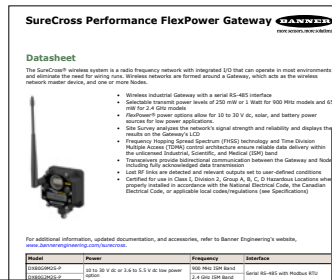 SureCross Performance FlexPower Gateway
BANNER
more sensors, more solutions
Datasheet
The SureCross® wireless system is a radio frequency network with integrated I/O that can operate in most environments
and eliminate the need for wiring runs. Wireless networks are formed around a Gateway, which acts as the wireless
network master device, and one or more Nodes.
• Wireless industrial Gateway with a serial RS-485 interface
• Selectable transmit power levels of 250 mW or 1 Watt for 900 MHz models and 65
mW for 2.4 GHz models
• FlexPower® power options allow for 10 to 30 V dc, solar, and battery power
sources for low power applications.
• Site Survey analyzes the network's signal strength and reliability and displays the
results on the Gateway's LCD
• Frequency Hopping Spread Spectrum (FHSS) technology and Time Division
Multiple Access (TDMA) control architecture ensure reliable data delivery within
the unlicensed Industrial, Scientific, and Medical (ISM) band
• Transceivers provide bidirectional communication between the Gateway and Node,
including fully acknowledged data transmission
• Lost RF links are detected and relevant outputs set to user-defined conditions
• Certified for use in Class I, Division 2, Group A, B, C, D Hazardous Locations when
properly installed in accordance with the National Electrical Code, the Canadian
Electrical Code, or applicable local codes/regulations (see Specifications)
For additional information, updated documentation, and accessories, refer to Banner Engineering's website,
www.bannerengineering.com/surecross.
Model Power Frequency Interface
DX80G9M2S-P 10 to 30 V dc or 3.6 to 5.5 V dc low power option 900 MHz ISM Band Serial RS-485 with Modbus RTU
DX80G2M2S-P 2.4 GHz ISM Band